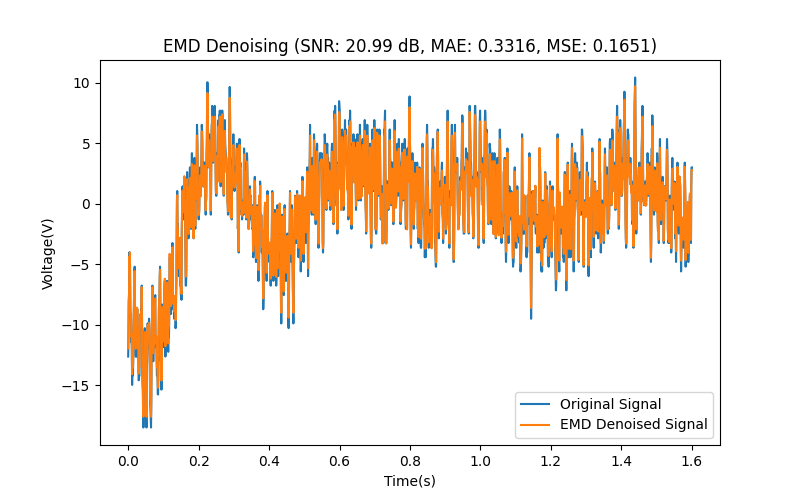 EMD Denoising (SNR: 20.99 dB, MAE: 0.3316, MSE: 0.1651)
10
5
0
−5
−10
−15
Voltage(V)
0.0 0.2 0.4 0.6 0.8 1.0 1.2 1.4 1.6
Time(s)
Original Signal
EMD Denoised Signal